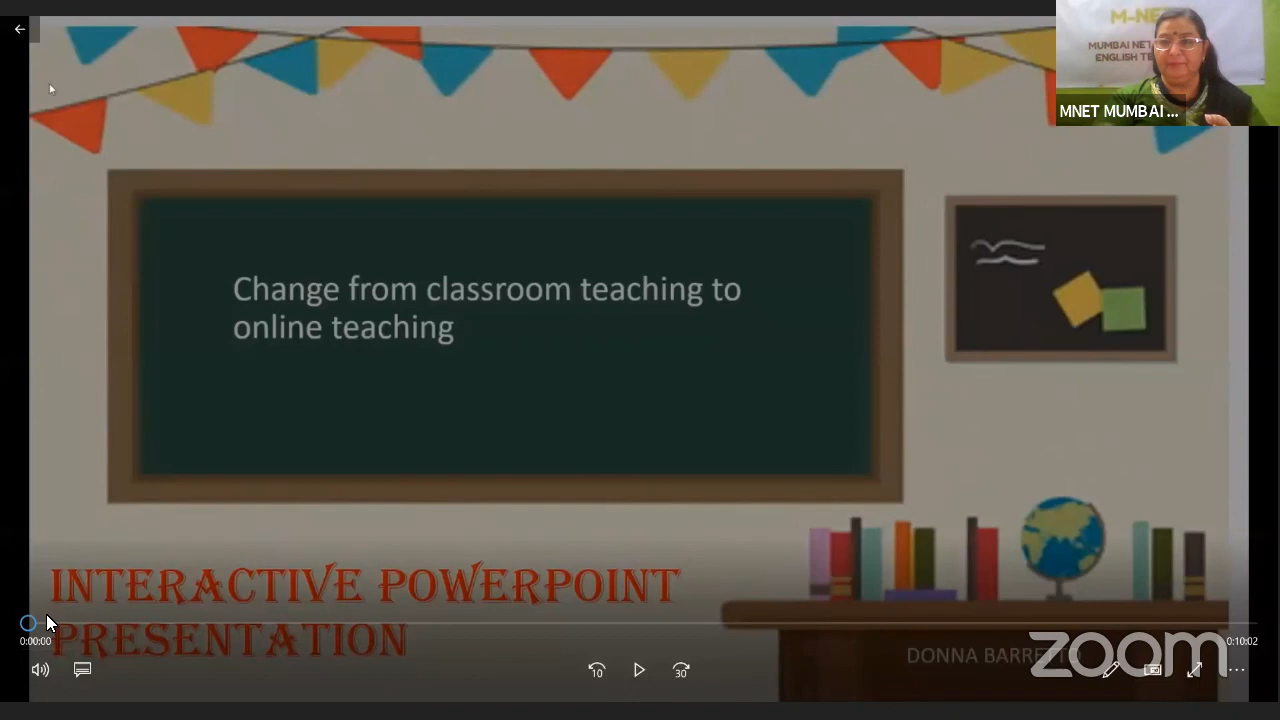 M-NE
MUMBAI NET
ENGLISH TE
MNET MUMBAI ...
Change from classroom teaching to
online teaching
INTERACTIVE POWERPOINT
PRESENTATION
0:00:00
0:10:02
DONNA BARRETTO
zoom
10
30